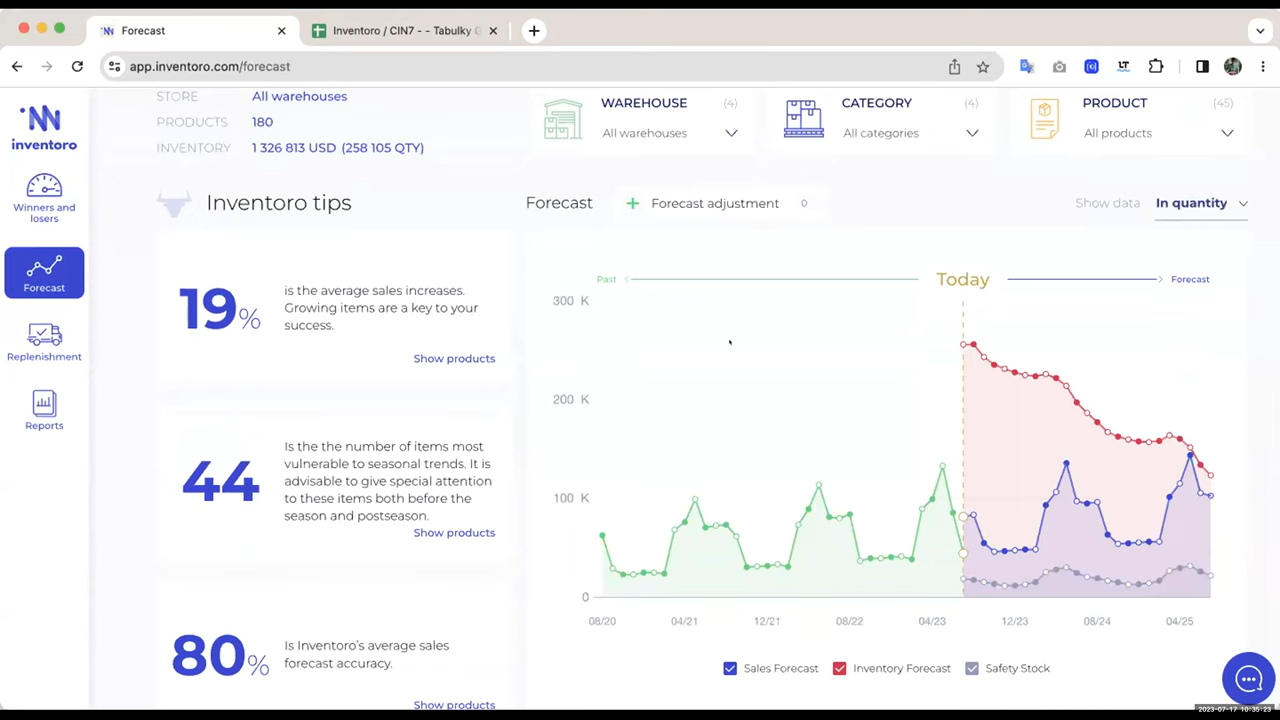 Forecast
Inventoro / CIN7 - - Tabulky G
app.inventoro.com/forecast
LT
inventoro
Winners and
losers
Forecast
Replenishment
Reports
STORE All warehouses
PRODUCTS 180
INVENTORY 1 326 813 USD (258 105 QTY)
WAREHOUSE (4)
All warehouses
CATEGORY (4)
All categories
PRODUCT (45)
All products
Inventoro tips
19%
is the average sales increases.
Growing items are a key to your
success.
Show products
44
Is the the number of items most
vulnerable to seasonal trends. It is
advisable to give special attention
to these items both before the
season and postseason.
Show products
80%
Is Inventoro's average sales
forecast accuracy.
Show products
Forecast + Forecast adjustment 0
Show data In quantity
Past Today Forecast
300 K
200 K
100 K
0
08/20 04/21 12/21 08/22 04/23 12/23 08/24 04/25
Sales Forecast Inventory Forecast Safety Stock
2023-07-17 10:35:23